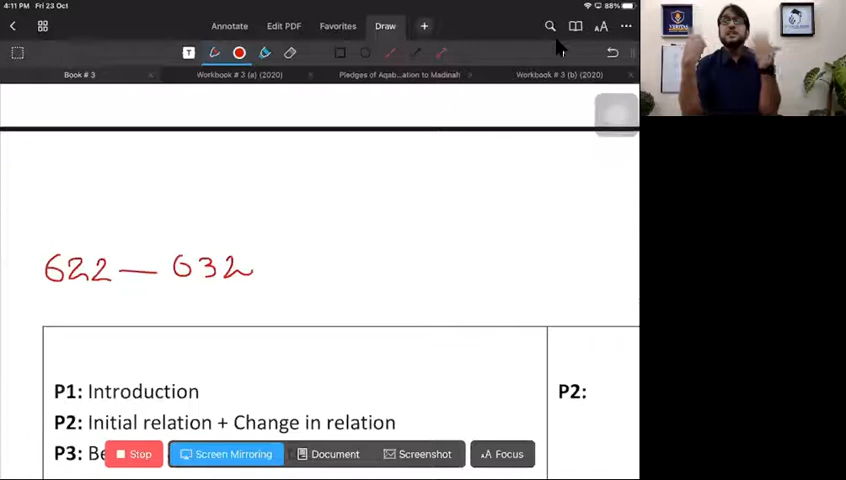 4:11 PM Fri 23 Oct 88%
Annotate Edit PDF Favorites Draw
T
Book # 3 Workbook # 3 (a) (2020) Pledges of Aqab...ation to Madinah Workbook # 3 (b) (2020)
VERITAS
622 — 632
P1: Introduction P2:
P2: Initial relation + Change in relation
P3: Be
Stop Screen Mirroring Document Screenshot AA Focus